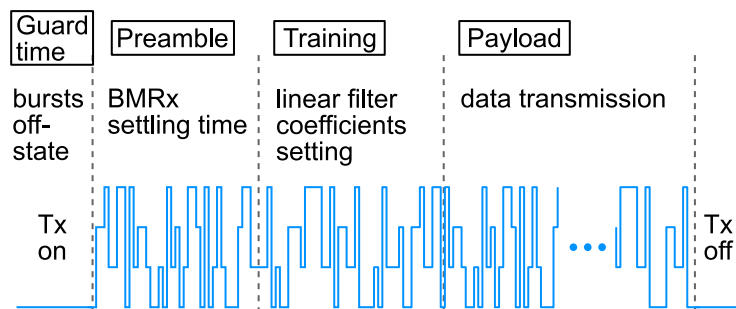 Guard
time
Preamble
Training
Payload
bursts
off-
state
BMRx
settling time
linear filter
coefficients
setting
data transmission
Tx
on
Tx
off